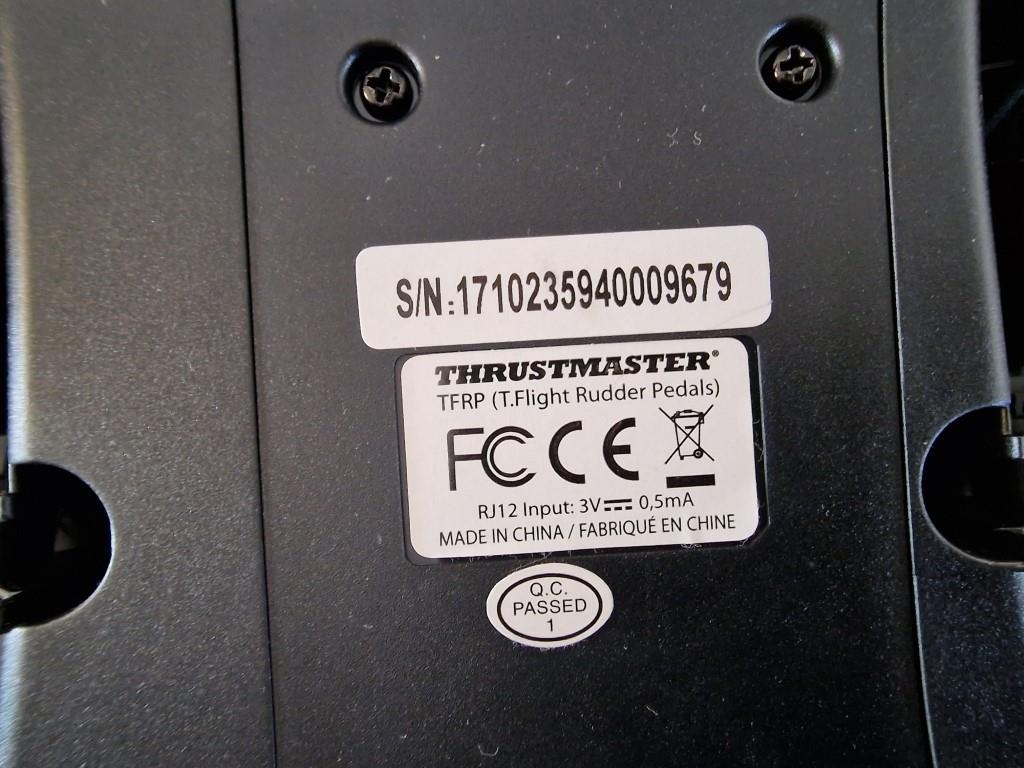 S/N:1710235940009679
THRUSTMASTER®
TFRP (T.Flight Rudder Pedals)
FC CE
RJ12 Input: 3V⎓ 0,5mA
MADE IN CHINA / FABRIQUÉ EN CHINE
Q.C.
PASSED
1